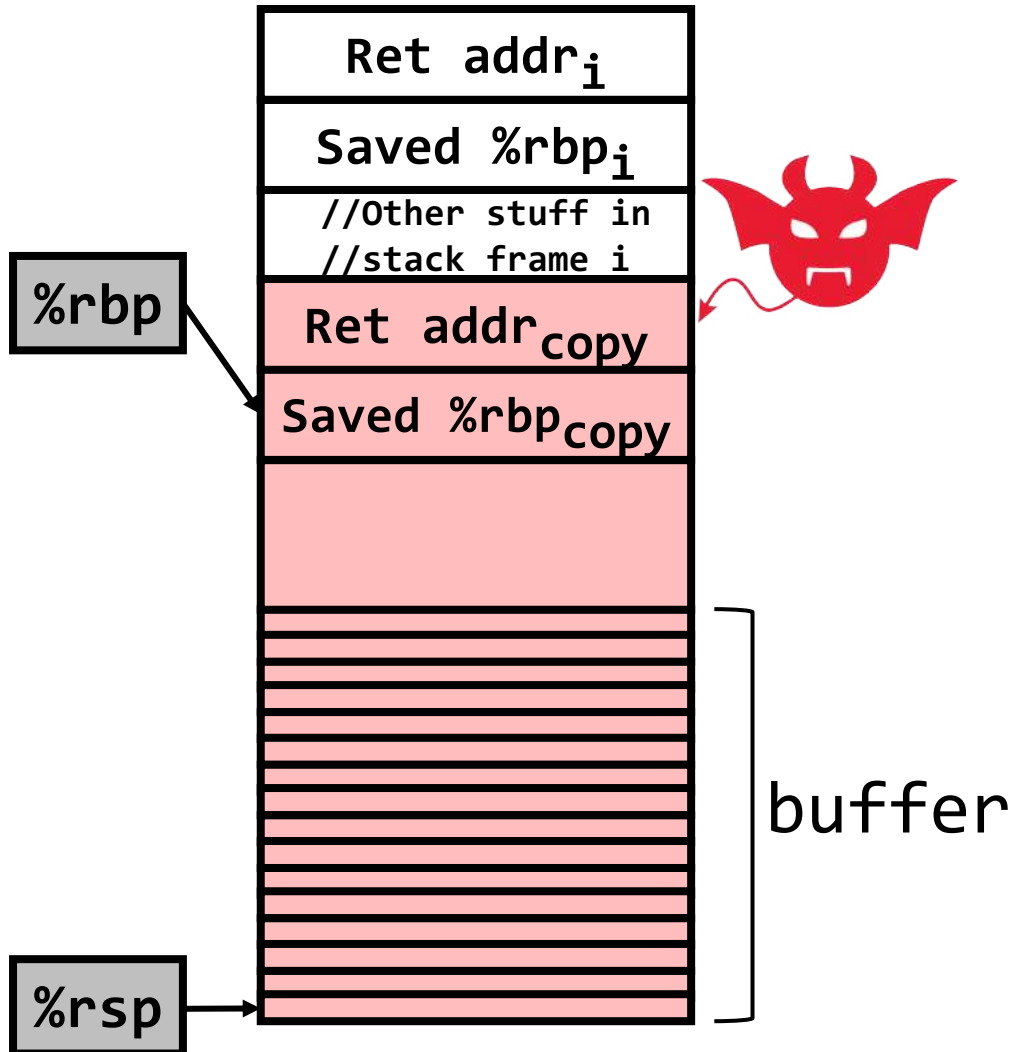 Ret addr_i
Saved %rbp_i
//Other stuff in
//stack frame i
%rbp
Ret addr_copy
Saved %rbp_copy
buffer
%rsp